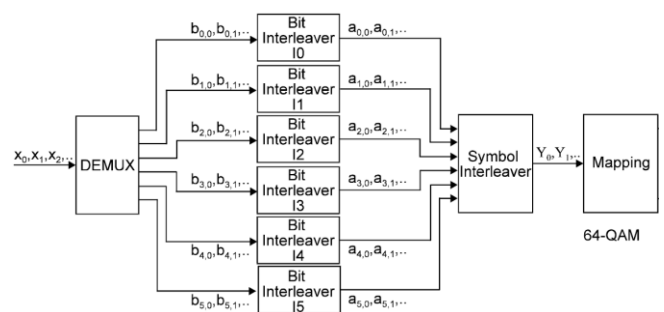 b0,0,b0,1,..
Bit
Interleaver
I0
a0,0,a0,1,..
b1,0,b1,1,..
Bit
Interleaver
I1
a1,0,a1,1,..
b2,0,b2,1,..
Bit
Interleaver
I2
a2,0,a2,1,..
x0,x1,x2,..
DEMUX
b3,0,b3,1,..
Bit
Interleaver
I3
a3,0,a3,1,..
Symbol
Interleaver
Y0,Y1,..
Mapping
64-QAM
b4,0,b4,1,..
Bit
Interleaver
I4
a4,0,a4,1,..
b5,0,b5,1,..
Bit
Interleaver
I5
a5,0,a5,1,..